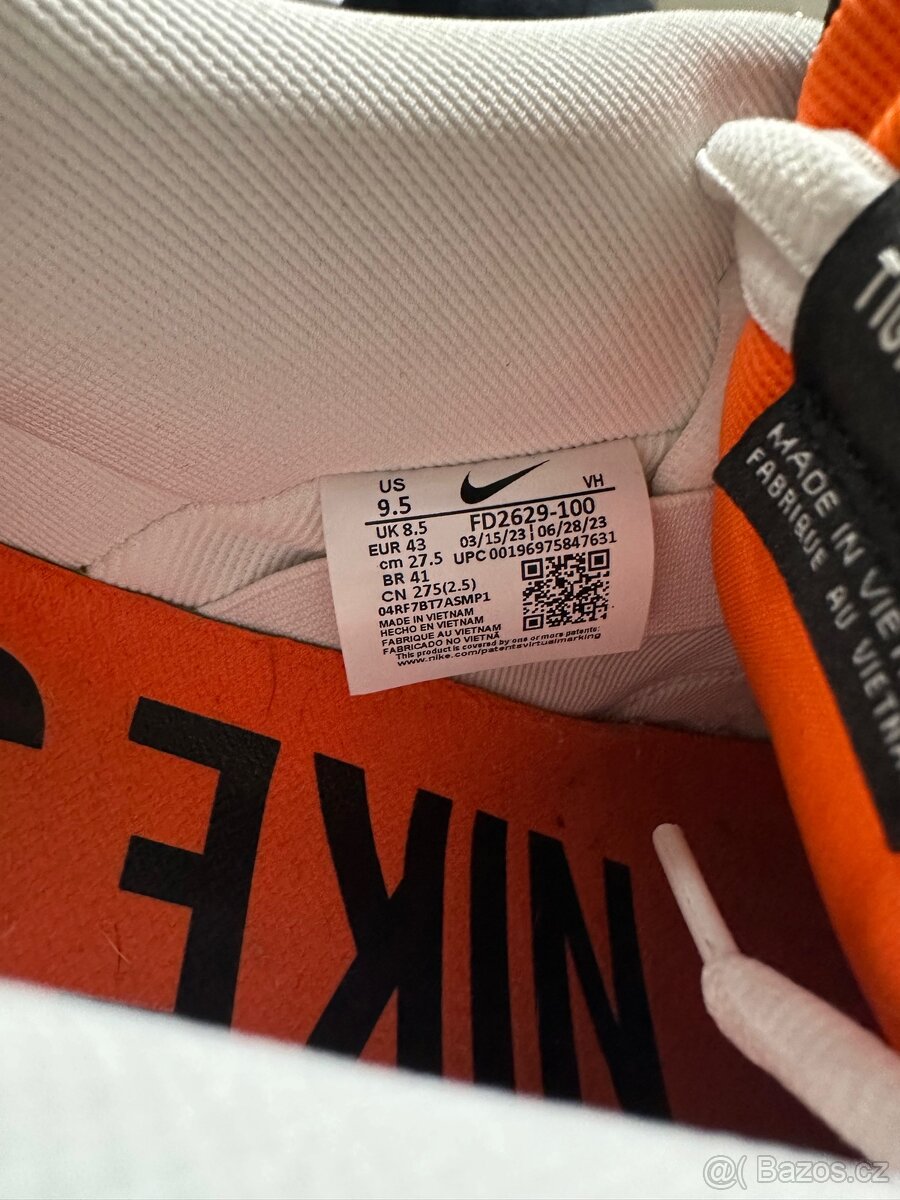 US
9.5
VH
UK 8.5
FD2629-100
EUR 43
03/15/23 | 06/28/23
cm 27.5
UPC 00196975847631
BR 41
CN 275(2.5)
04RF7BT7ASMP1
MADE IN VIETNAM
HECHO EN VIETNAM
FABRIQUE AU VIETNAM
FABRICADO NO VIETNÃ
This product is covered by one or more patents:
www.nike.com/patentsvirtualmarking
MADE IN
FABRIQUE AU
NIKE
@( Bazos.cz